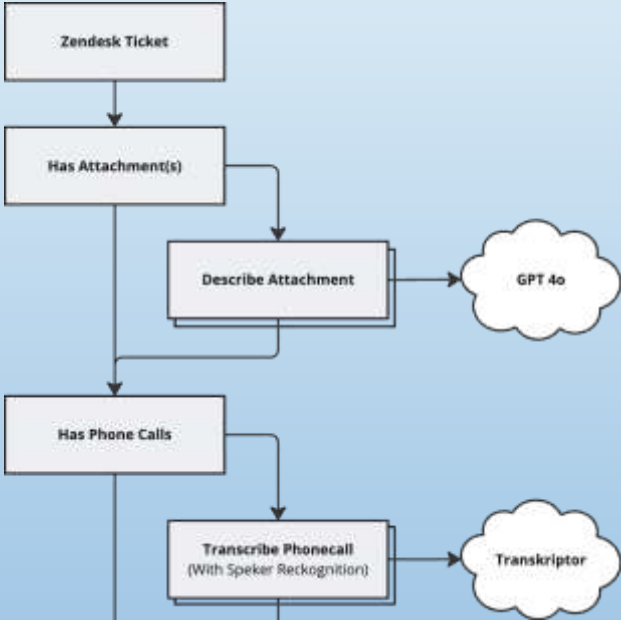 Zendesk Ticket
Has Attachment(s)
Describe Attachment
GPT 4o
Has Phone Calls
Transcribe Phonecall
(With Speker Reckognition)
Transkriptor